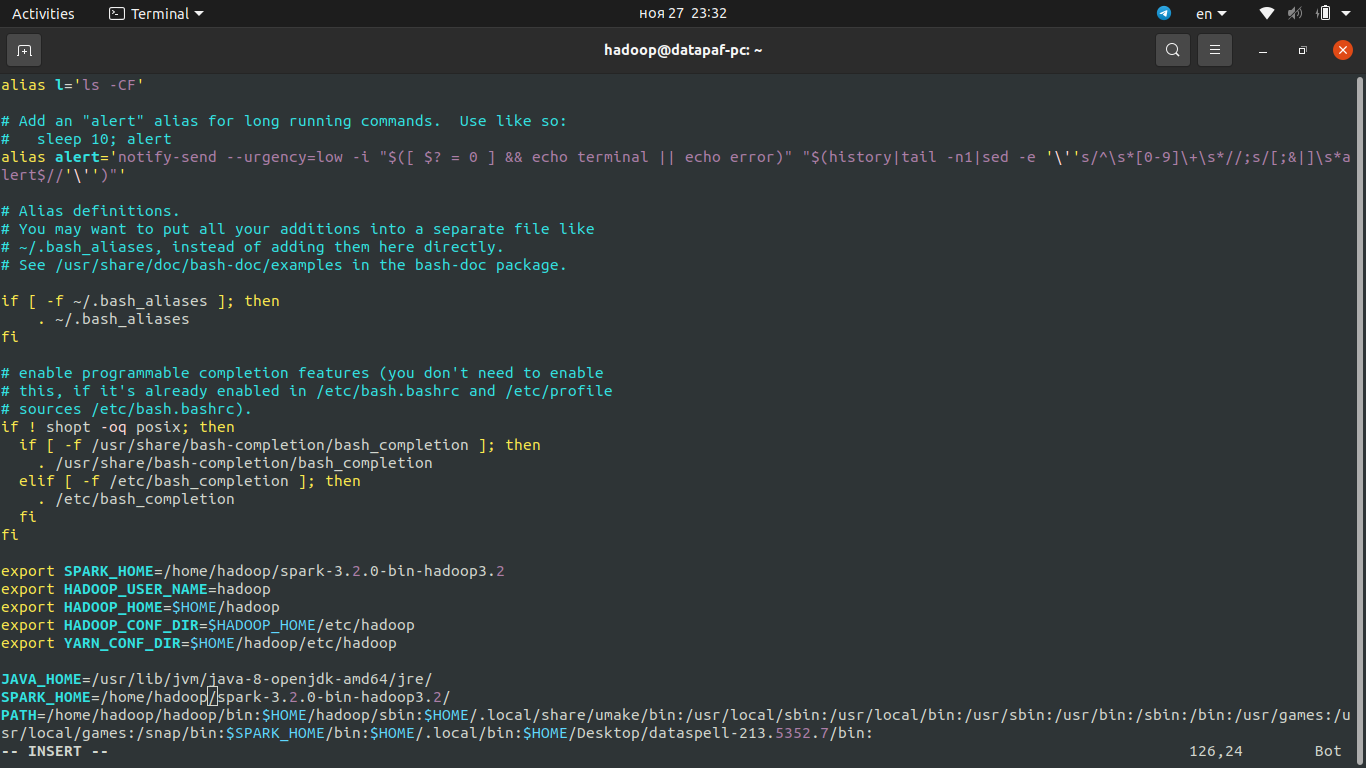 Activities Terminal ноя 27 23:32 en
hadoop@datapaf-pc: ~
alias l='ls -CF'
# Add an "alert" alias for long running commands.  Use like so:
#   sleep 10; alert
alias alert='notify-send --urgency=low -i "$([ $? = 0 ] && echo terminal || echo error)" "$(history|tail -n1|sed -e '\''s/^\s*[0-9]\+\s*//;s/[;&|]\s*a
lert$//'\'')"'
# Alias definitions.
# You may want to put all your additions into a separate file like
# ~/.bash_aliases, instead of adding them here directly.
# See /usr/share/doc/bash-doc/examples in the bash-doc package.
if [ -f ~/.bash_aliases ]; then
    . ~/.bash_aliases
fi
# enable programmable completion features (you don't need to enable
# this, if it's already enabled in /etc/bash.bashrc and /etc/profile
# sources /etc/bash.bashrc).
if ! shopt -oq posix; then
  if [ -f /usr/share/bash-completion/bash_completion ]; then
    . /usr/share/bash-completion/bash_completion
  elif [ -f /etc/bash_completion ]; then
    . /etc/bash_completion
  fi
fi
export SPARK_HOME=/home/hadoop/spark-3.2.0-bin-hadoop3.2
export HADOOP_USER_NAME=hadoop
export HADOOP_HOME=$HOME/hadoop
export HADOOP_CONF_DIR=$HADOOP_HOME/etc/hadoop
export YARN_CONF_DIR=$HOME/hadoop/etc/hadoop
JAVA_HOME=/usr/lib/jvm/java-8-openjdk-amd64/jre/
SPARK_HOME=/home/hadoop/spark-3.2.0-bin-hadoop3.2/
PATH=/home/hadoop/hadoop/bin:$HOME/hadoop/sbin:$HOME/.local/share/umake/bin:/usr/local/sbin:/usr/local/bin:/usr/sbin:/usr/bin:/sbin:/bin:/usr/games:/u
sr/local/games:/snap/bin:$SPARK_HOME/bin:$HOME/.local/bin:$HOME/Desktop/dataspell-213.5352.7/bin:
-- INSERT -- 126,24 Bot